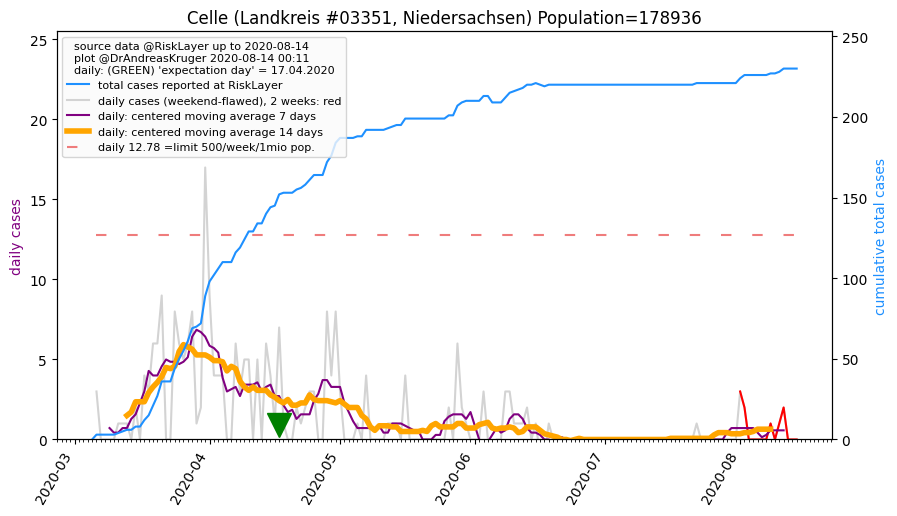 Celle (Landkreis #03351, Niedersachsen) Population=178936
source data @RiskLayer up to 2020-08-14
plot @DrAndreasKruger 2020-08-14 00:11
daily: (GREEN) 'expectation day' = 17.04.2020
total cases reported at RiskLayer
daily cases (weekend-flawed), 2 weeks: red
daily: centered moving average 7 days
daily: centered moving average 14 days
daily 12.78 =limit 500/week/1mio pop.
daily cases
25
20
15
10
5
0
cumulative total cases
250
200
150
100
50
0
2020-03
2020-04
2020-05
2020-06
2020-07
2020-08